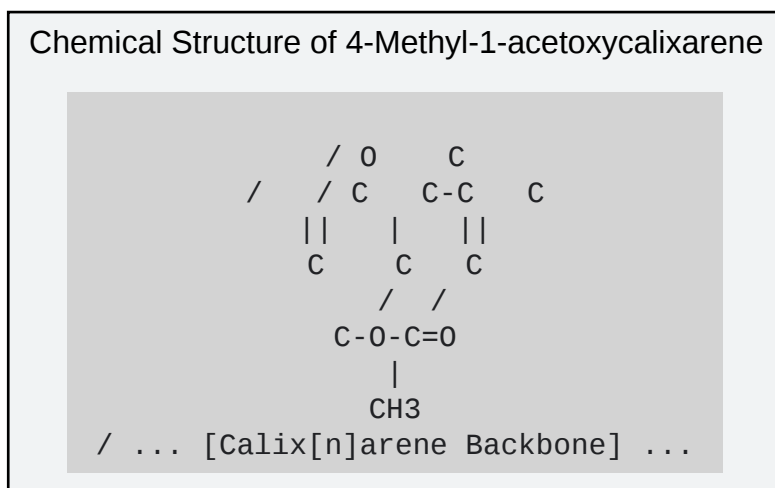 Chemical Structure of 4-Methyl-1-acetoxycalixarene
/ O    C
/   / C   C-C   C
||   |   ||
C    C   C
/  /
C-O-C=O
|
CH3
/ ... [Calix[n]arene Backbone] ...